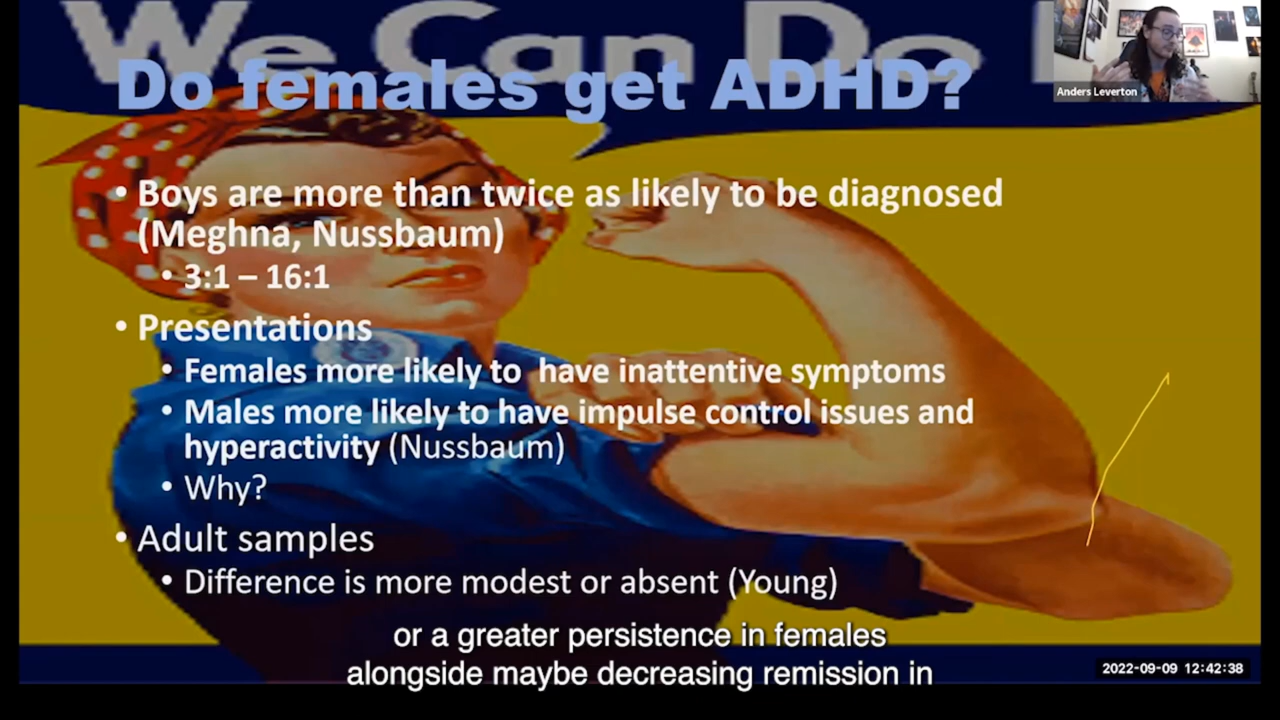 We Can Do
Do females get ADHD?
Anders Leverton
• Boys are more than twice as likely to be diagnosed
(Meghna, Nussbaum)
• 3:1 – 16:1
• Presentations
• Females more likely to have inattentive symptoms
• Males more likely to have impulse control issues and
hyperactivity (Nussbaum)
• Why?
• Adult samples
• Difference is more modest or absent (Young)
or a greater persistence in females
alongside maybe decreasing remission in
2022-09-09 12:42:38